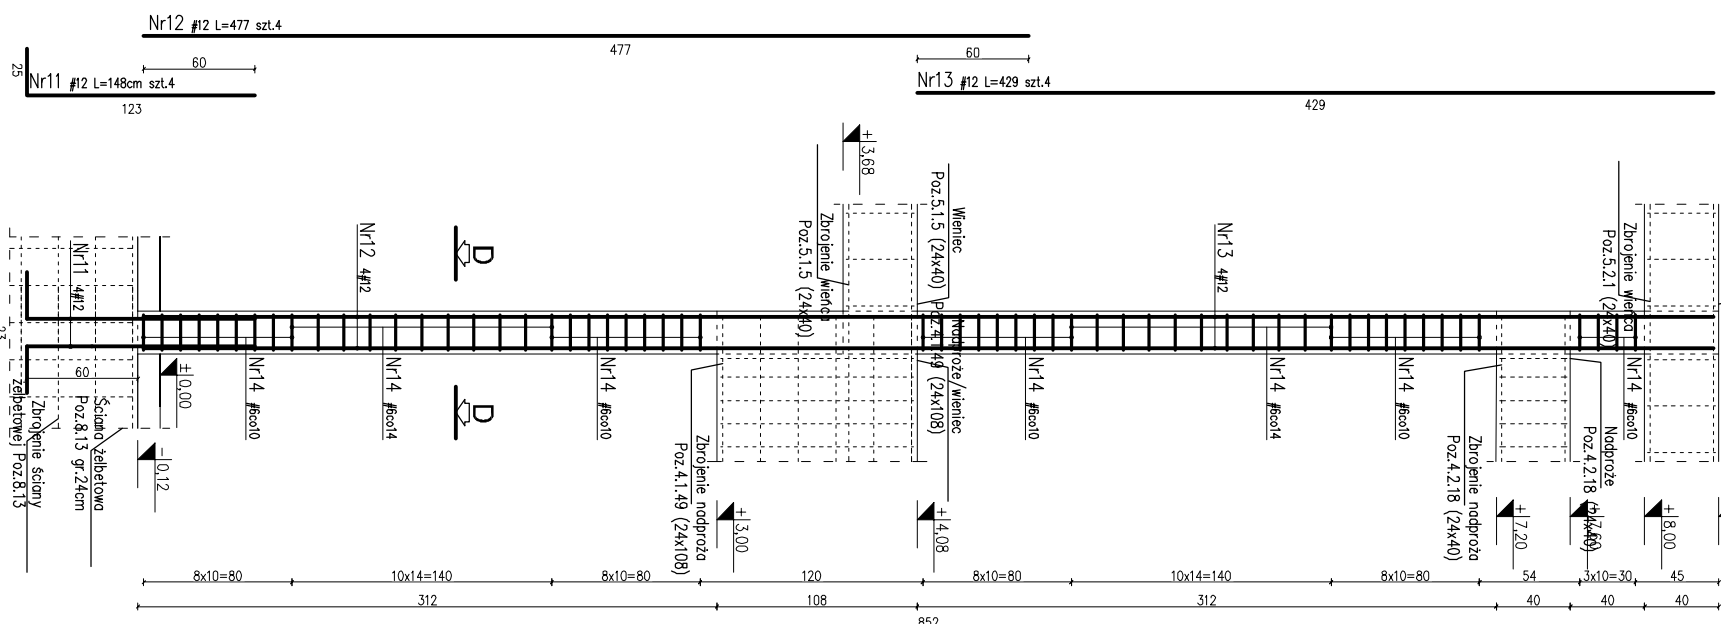 Nr12 #12 L=477 szt.4
477
60
60
25
Nr11 #12 L=148cm szt.4
123
Nr13 #12 L=429 szt.4
429
+3,68
Wieniec
Poz.5.1.5 (24x40)
Zbrojenie wieńca
Poz.5.1.5 (24x40)
Zbrojenie wieńca
Poz.5.2.1 (24x40)
Nr11 4#12
Nr12 4#12
D
Nr13 4#12
Nadproże/wieniec
Poz.4.1.49 (24x108)
60
±0,00
Nr14 #6co10
Nr14 #6co14
D
Nr14 #6co10
Nr14 #6co10
Nr14 #6co14
Nr14 #6co10
Nr14 #6co10
Zbrojenie ściany
żelbetowej Poz.8.13
Ściana żelbetowa
Poz.8.13 gr.24cm
-0,12
Zbrojenie nadproża
Poz.4.1.49 (24x108)
+3,00
+4,08
Zbrojenie nadproża
Poz.4.2.18 (24x40)
+7,20
Nadproże
Poz.4.2.18 (24x40)
+7,60
+8,00
8x10=80
10x14=140
8x10=80
120
8x10=80
10x14=140
8x10=80
54
3x10=30
45
312
108
312
40
40
40
852